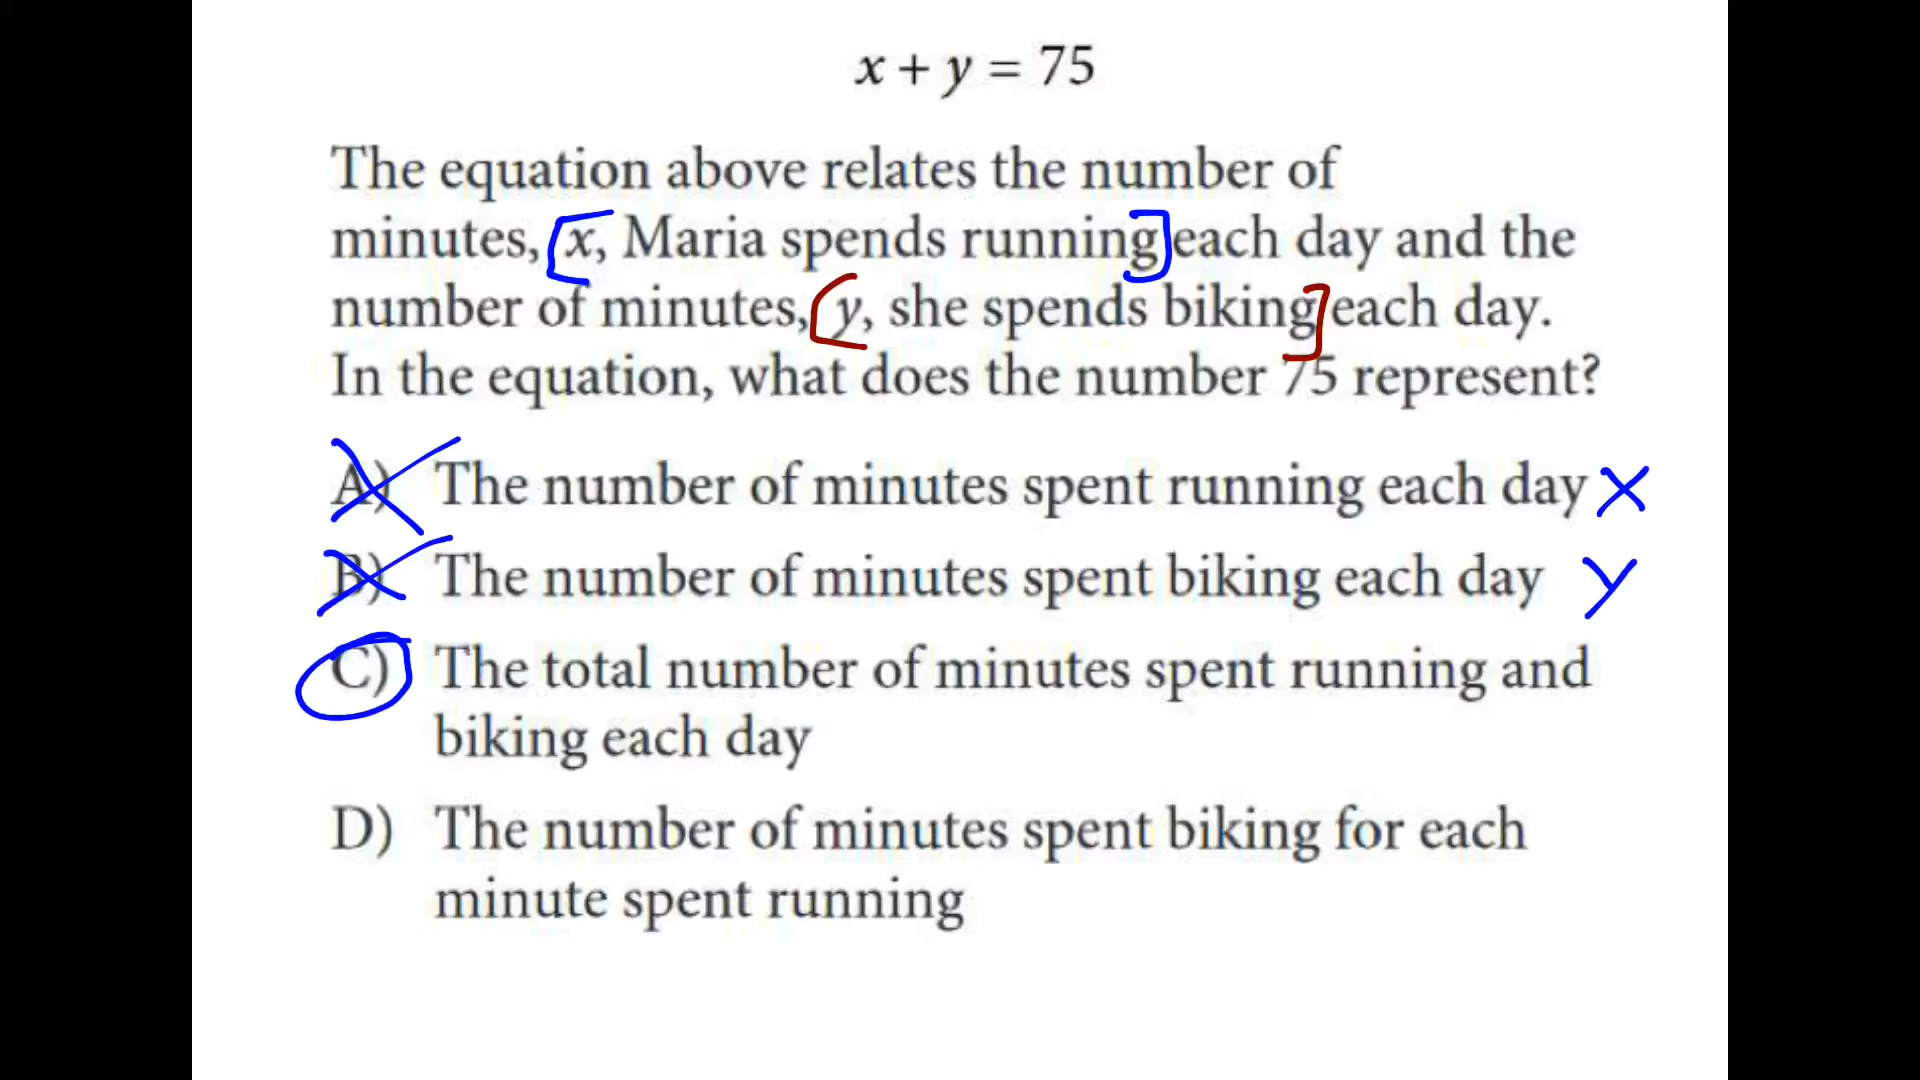 x + y = 75
The equation above relates the number of
minutes, [x, Maria spends running] each day and the
number of minutes, [y, she spends biking] each day.
In the equation, what does the number 75 represent?
A) The number of minutes spent running each day x
B) The number of minutes spent biking each day y
C) The total number of minutes spent running and
biking each day
D) The number of minutes spent biking for each
minute spent running